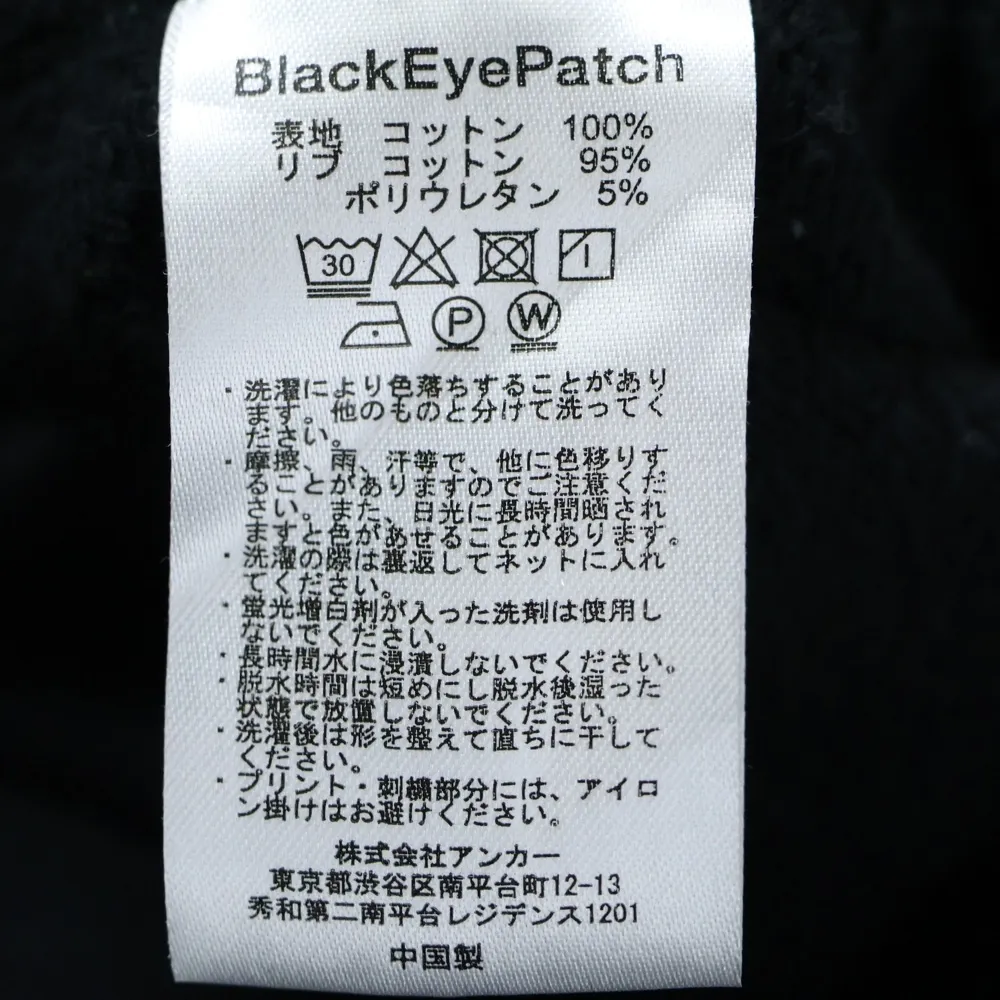 BlackEyePatch
表地 コットン 100%
リブ コットン 95%
ポリウレタン 5%
30
P
W
・洗濯により色落ちすることがあり
ます。他のものと分けて洗ってく
ださい。
・摩擦、雨、汗等で、他に色移りす
ることがありますのでご注意くだ
さい。また、日光に長時間晒され
ますと色があせることがあります。
・洗濯の際は裏返してネットに入れ
てください。
・蛍光増白剤が入った洗剤は使用し
ないでください。
・長時間水に浸漬しないでください。
・脱水時間は短めにし脱水後湿った
状態で放置しないでください。
・洗濯後は形を整えて直ちに干して
ください。
・プリント・刺繍部分には、アイロ
ン掛けはお避けください。
株式会社アンカー
東京都渋谷区南平台町12-13
秀和第二南平台レジデンス1201
中国製